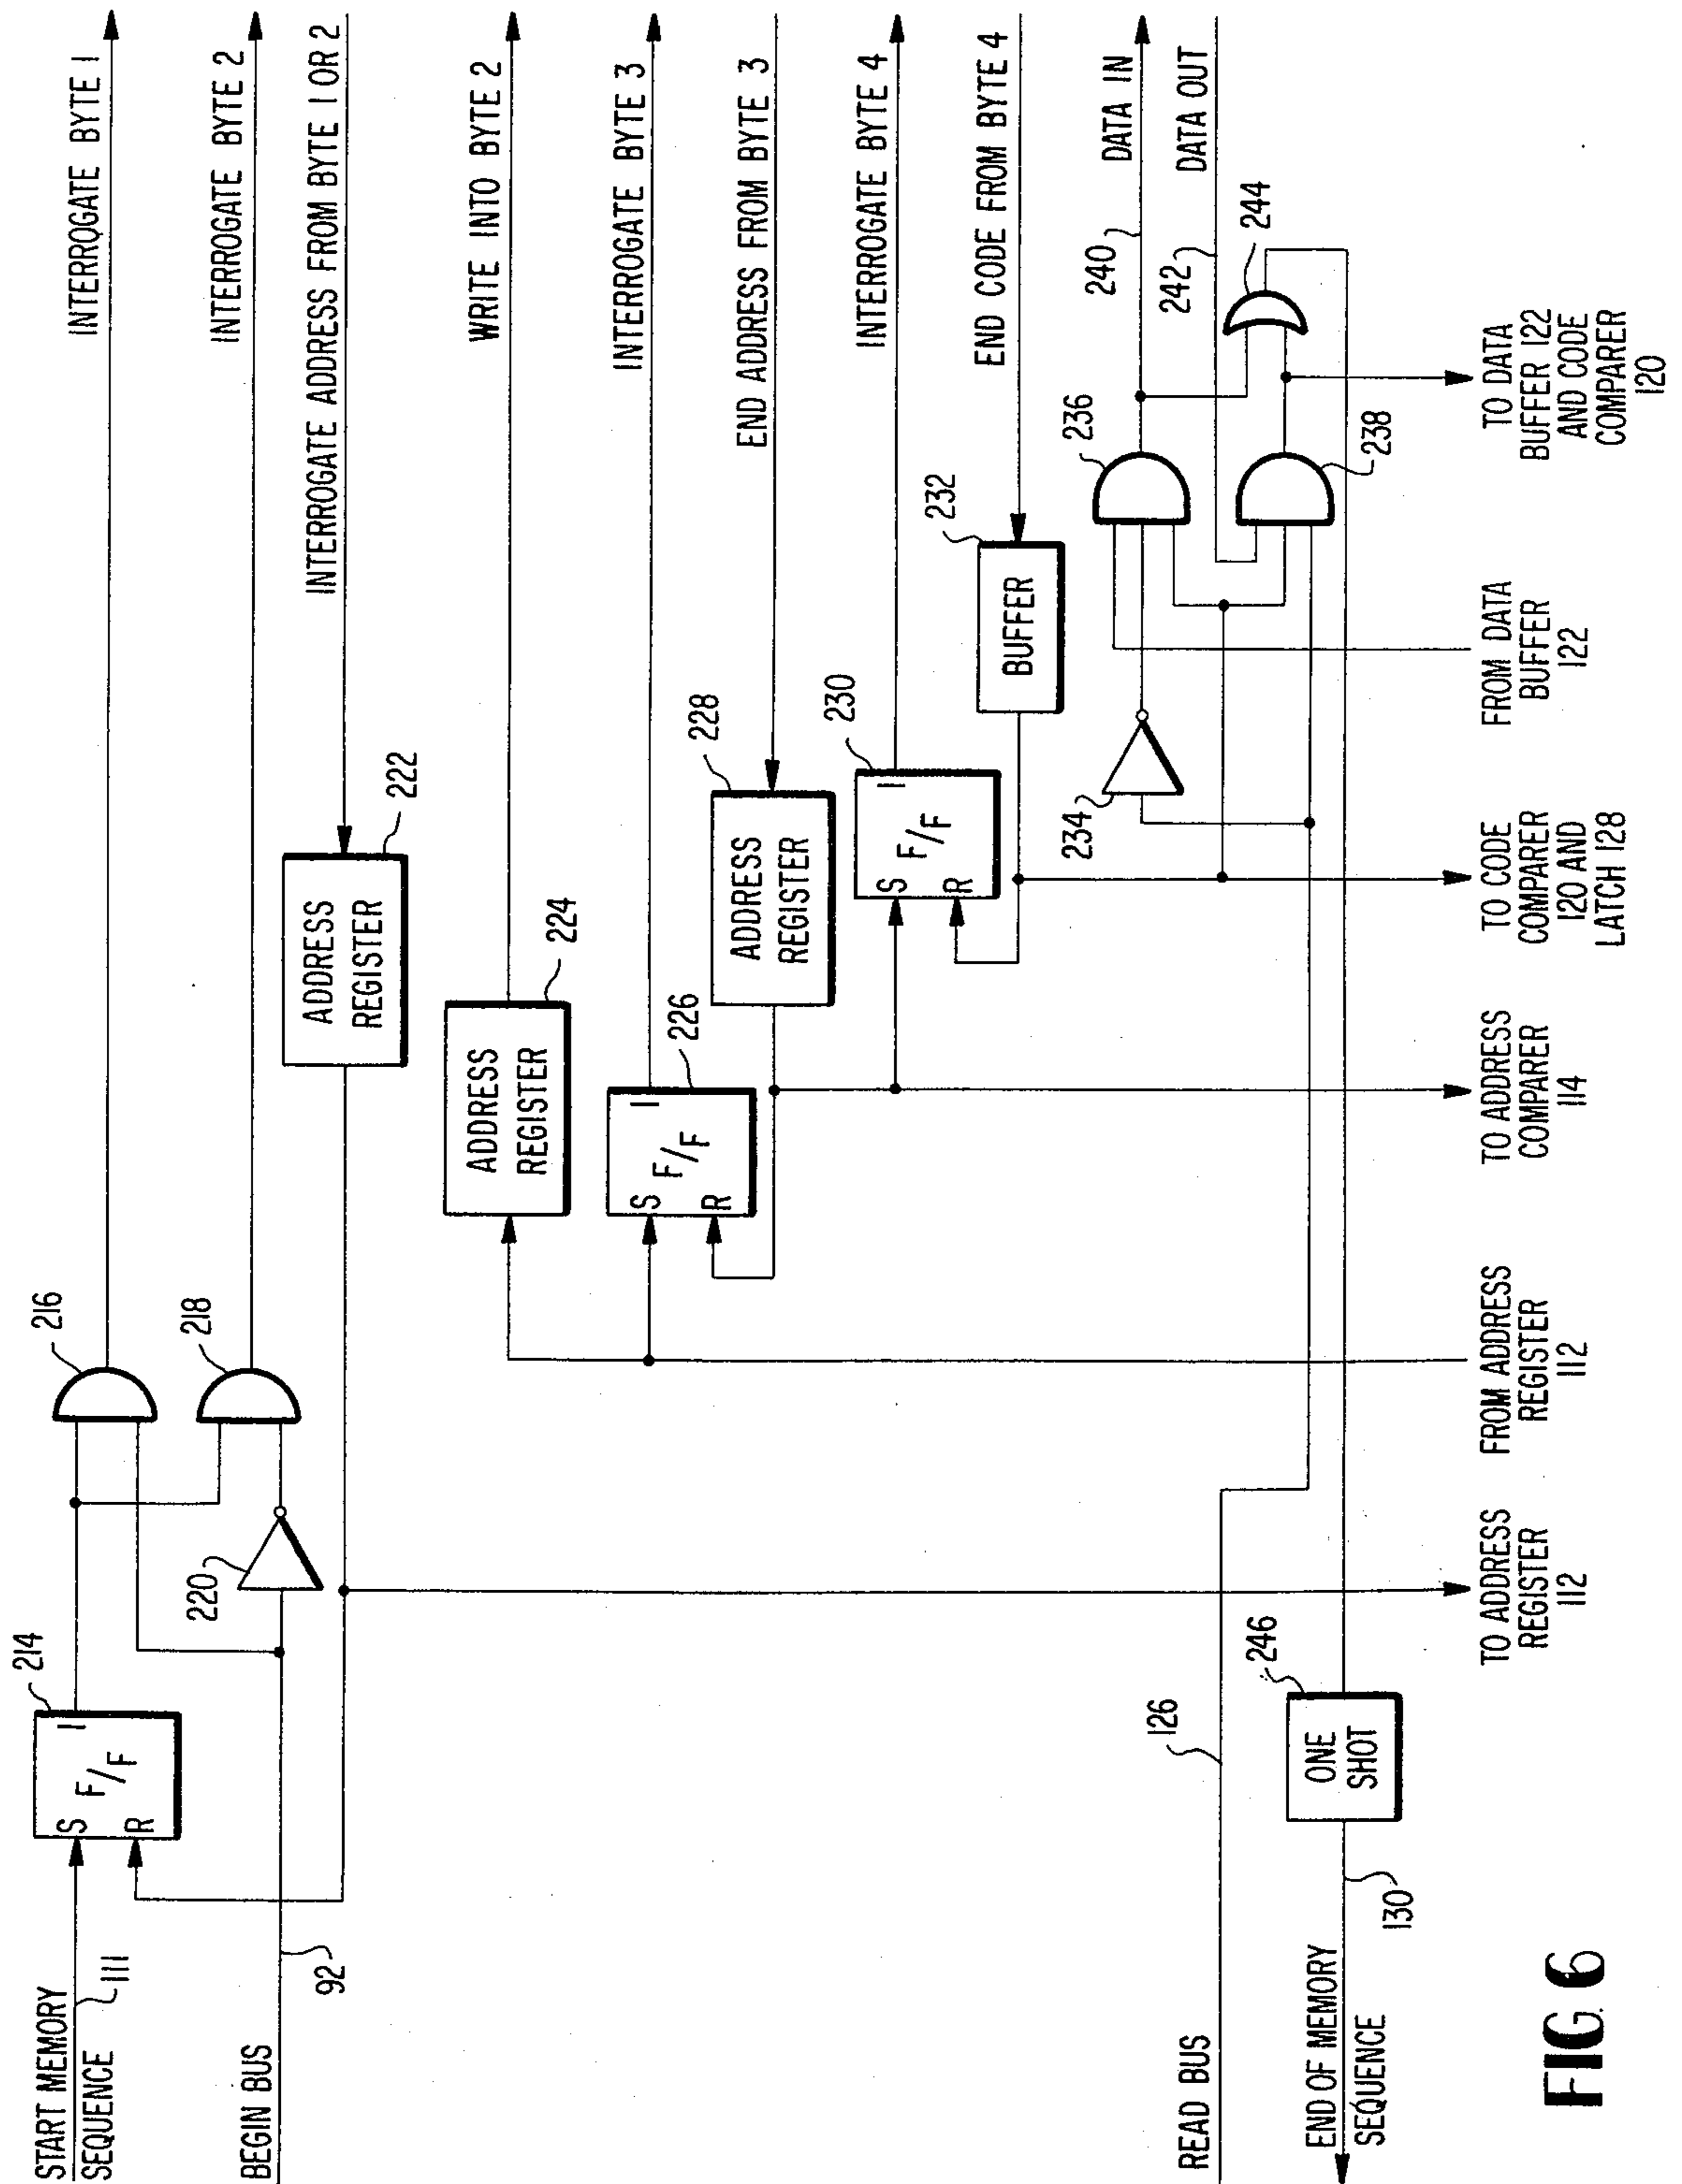 START MEMORY
SEQUENCE
111
BEGIN BUS
92
214
S
F/F
R
1
220
216
218
INTERROGATE BYTE 1
INTERROGATE BYTE 2
INTERROGATE ADDRESS FROM BYTE 1 OR 2
222
ADDRESS
REGISTER
WRITE INTO BYTE 2
224
ADDRESS
REGISTER
INTERROGATE BYTE 3
226
S
F/F
R
1
END ADDRESS FROM BYTE 3
228
ADDRESS
REGISTER
INTERROGATE BYTE 4
230
S
F/F
R
1
END CODE FROM BYTE 4
232
BUFFER
234
236
238
240
DATA IN
242
DATA OUT
244
READ BUS
126
END OF MEMORY
SEQUENCE
130
246
ONE
SHOT
TO ADDRESS
REGISTER
112
FROM ADDRESS
REGISTER
112
TO ADDRESS
COMPARER
114
TO CODE
COMPARER
120 AND
LATCH 128
FROM DATA
BUFFER
122
TO DATA
BUFFER 122
AND CODE
COMPARER
120
FIG. 6